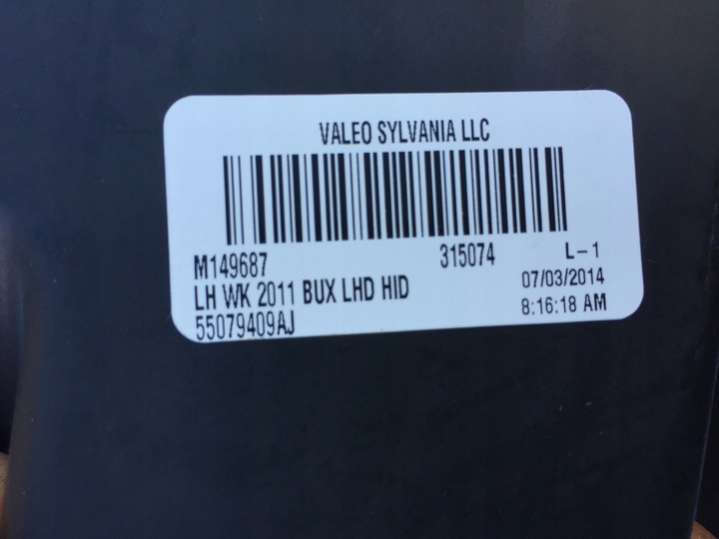 VALEO SYLVANIA LLC
M149687 315074 L-1
LH WK 2011 BUX LHD HID 07/03/2014
55079409AJ 8:16:18 AM